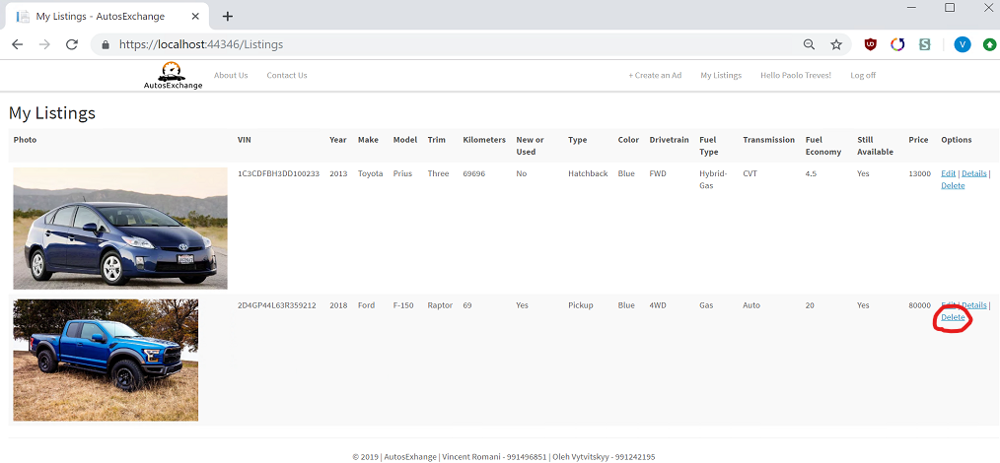 My Listings - AutosExchange
https://localhost:44346/Listings
V
AutosExchange
About Us
Contact Us
+ Create an Ad
My Listings
Hello Paolo Treves!
Log off
My Listings
Photo VIN Year Make Model Trim Kilometers New or Used Type Color Drivetrain Fuel Type Transmission Fuel Economy Still Available Price Options
1C3CDFBH3DD100233 2013 Toyota Prius Three 69696 No Hatchback Blue FWD Hybrid-Gas CVT 4.5 Yes 13000 Edit | Details |
Delete
2D4GP44L63R359212 2018 Ford F-150 Raptor 69 Yes Pickup Blue 4WD Gas Auto 20 Yes 80000 Edit | Details |
Delete
© 2019 | AutosExhange | Vincent Romani - 991496851 | Oleh Vytvitskyy - 991242195